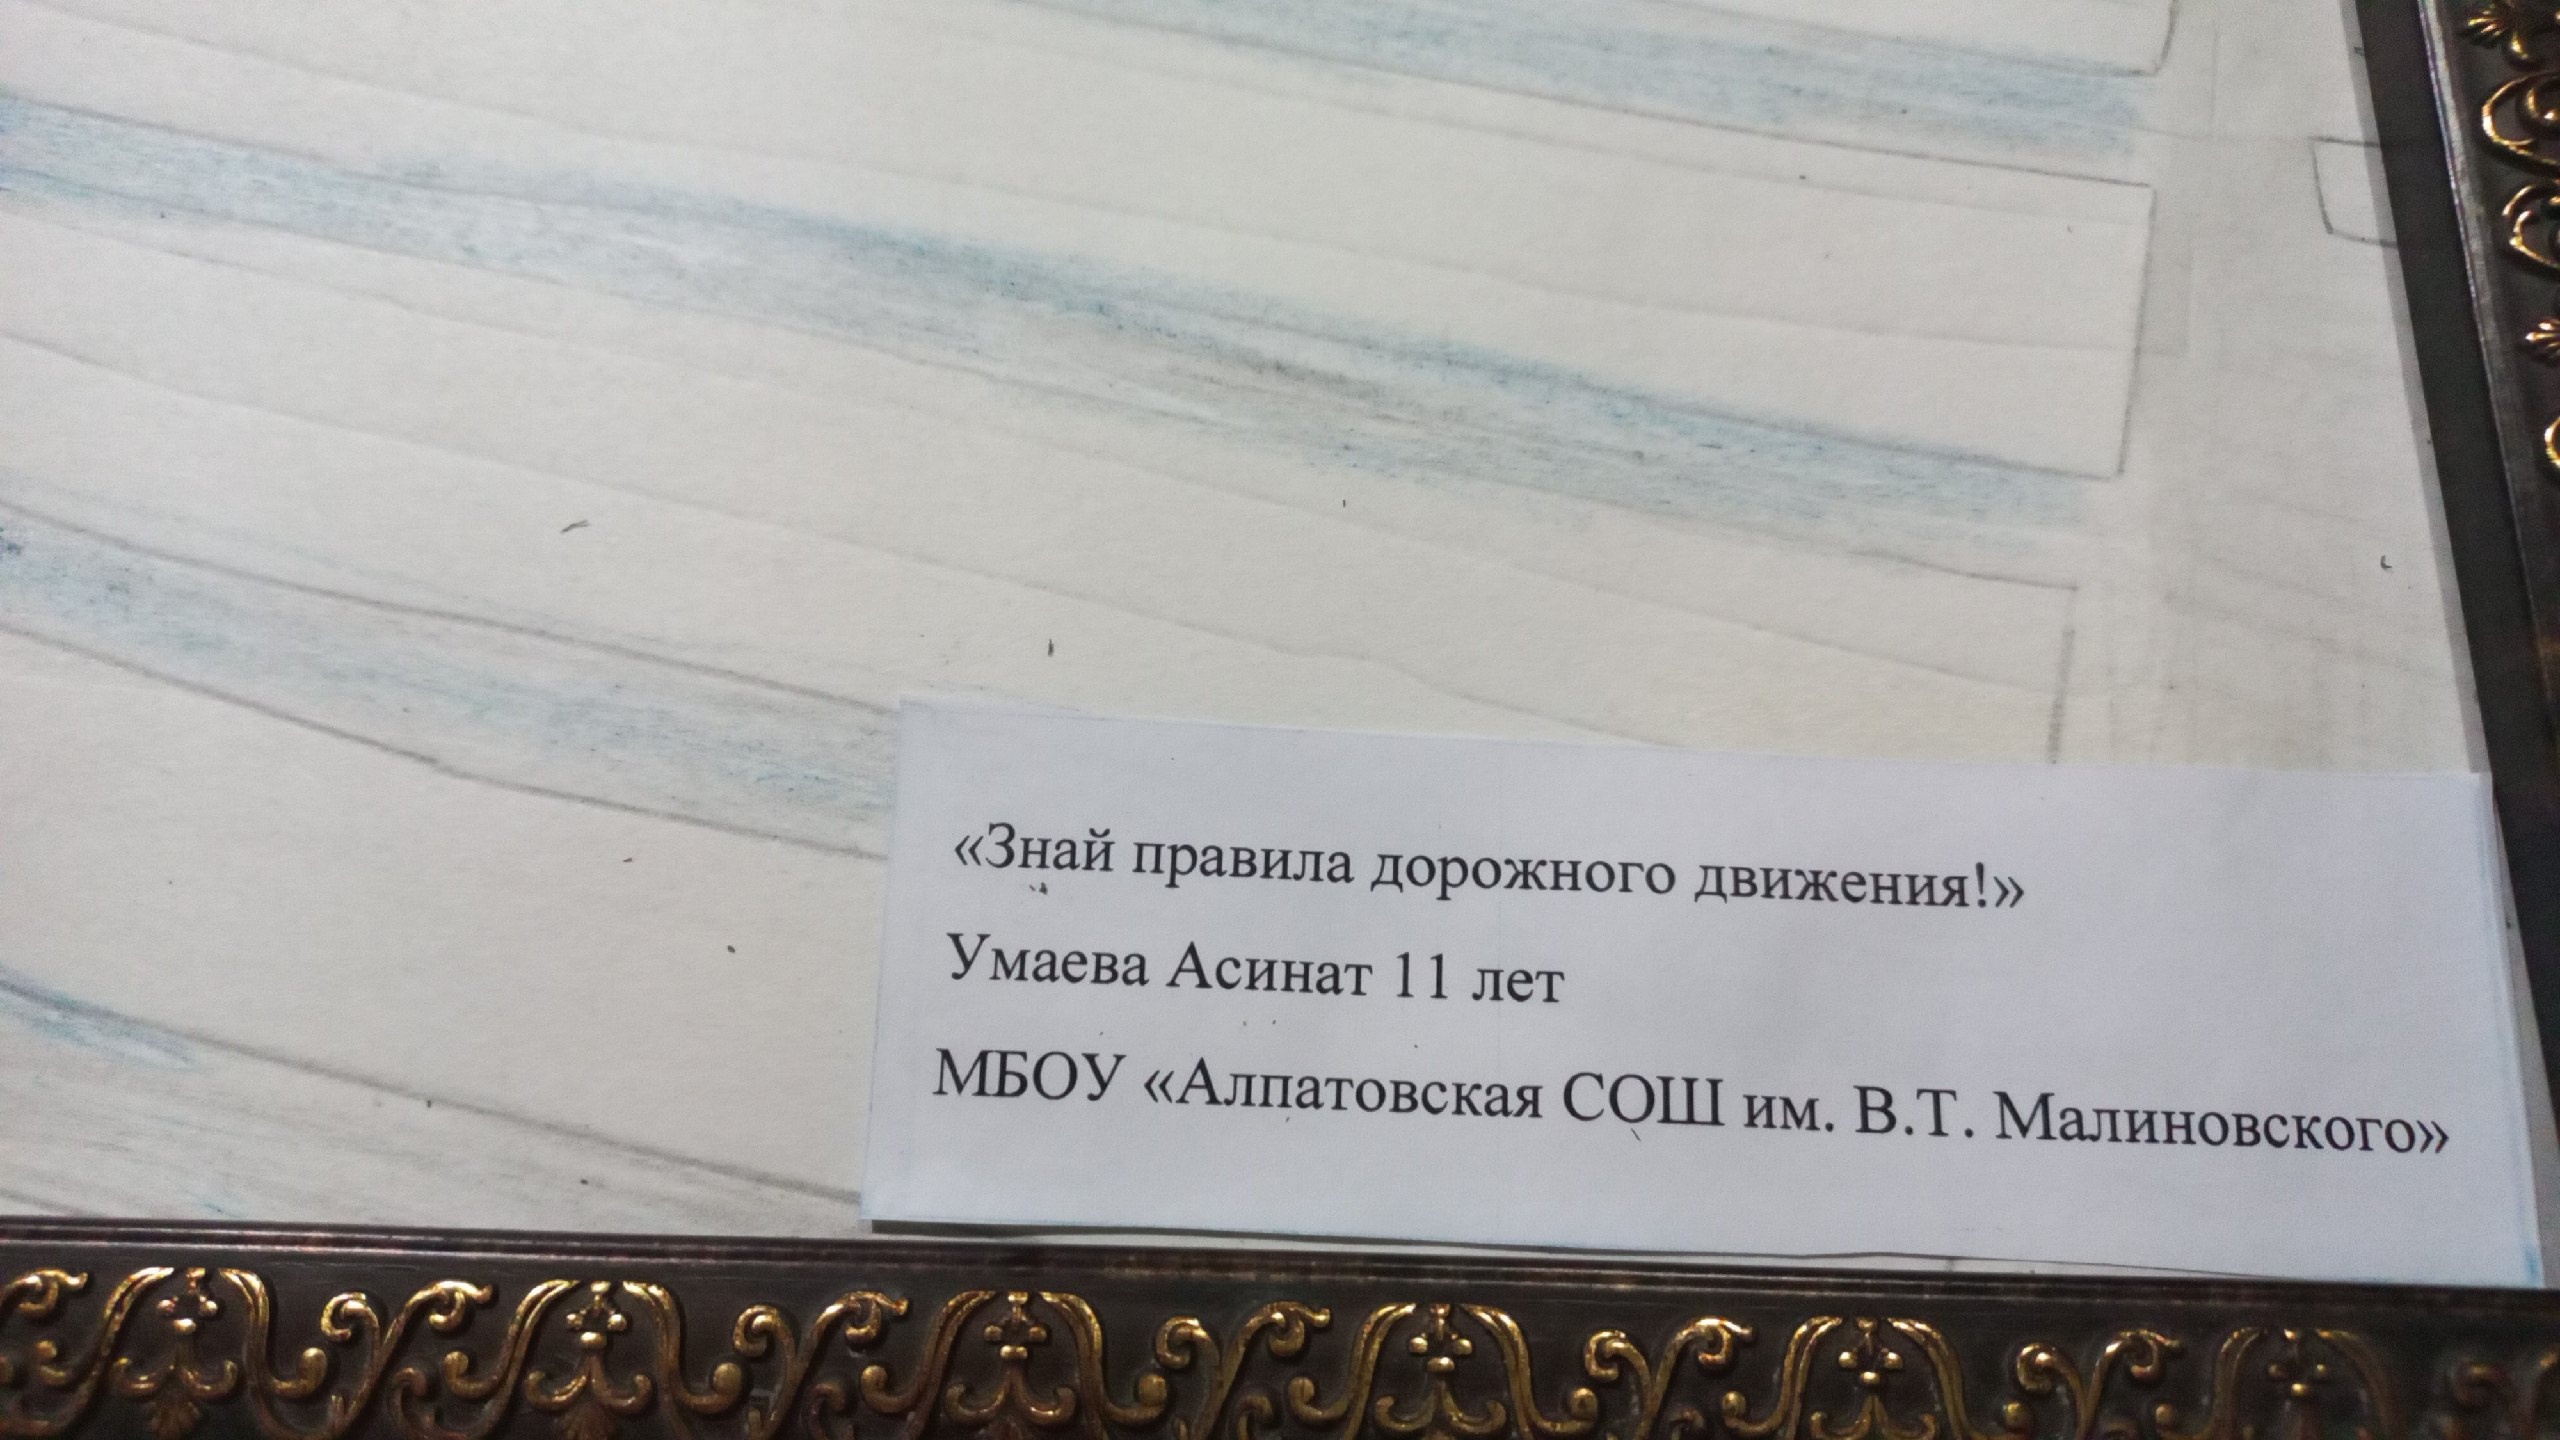 «Знай правила дорожного движения!»
Умаева Асинат 11 лет
МБОУ «Алпатовская СОШ им. В.Т. Малиновского»